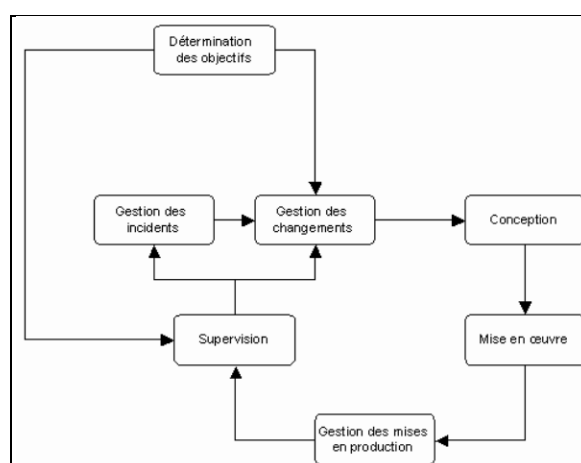 Détermination
des objectifs
Gestion des
incidents
Gestion des
changements
Conception
Supervision
Mise en œuvre
Gestion des mises
en production